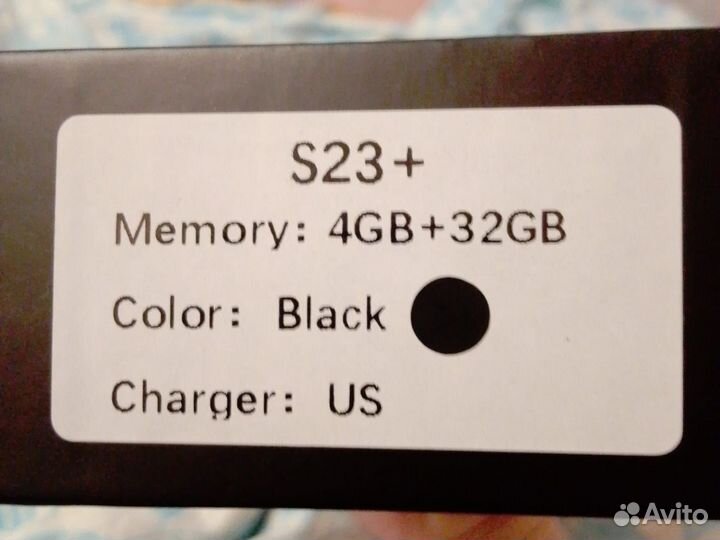 S23+
Memory: 4GB+32GB
Color: Black
Charger: US
Avito